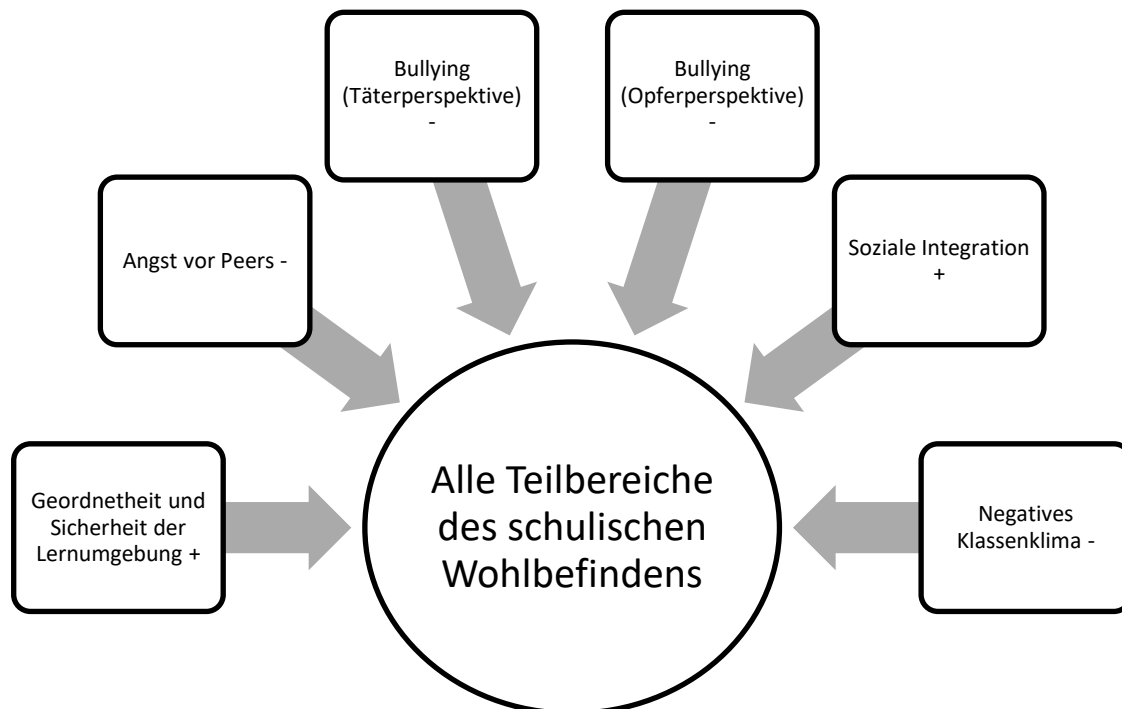 Bullying
(Täterperspektive)
-
Bullying
(Opferperspektive)
-
Angst vor Peers -
Soziale Integration
+
Geordnetheit und
Sicherheit der
Lernumgebung +
Alle Teilbereiche
des schulischen
Wohlbefindens
Negatives
Klassenklima -